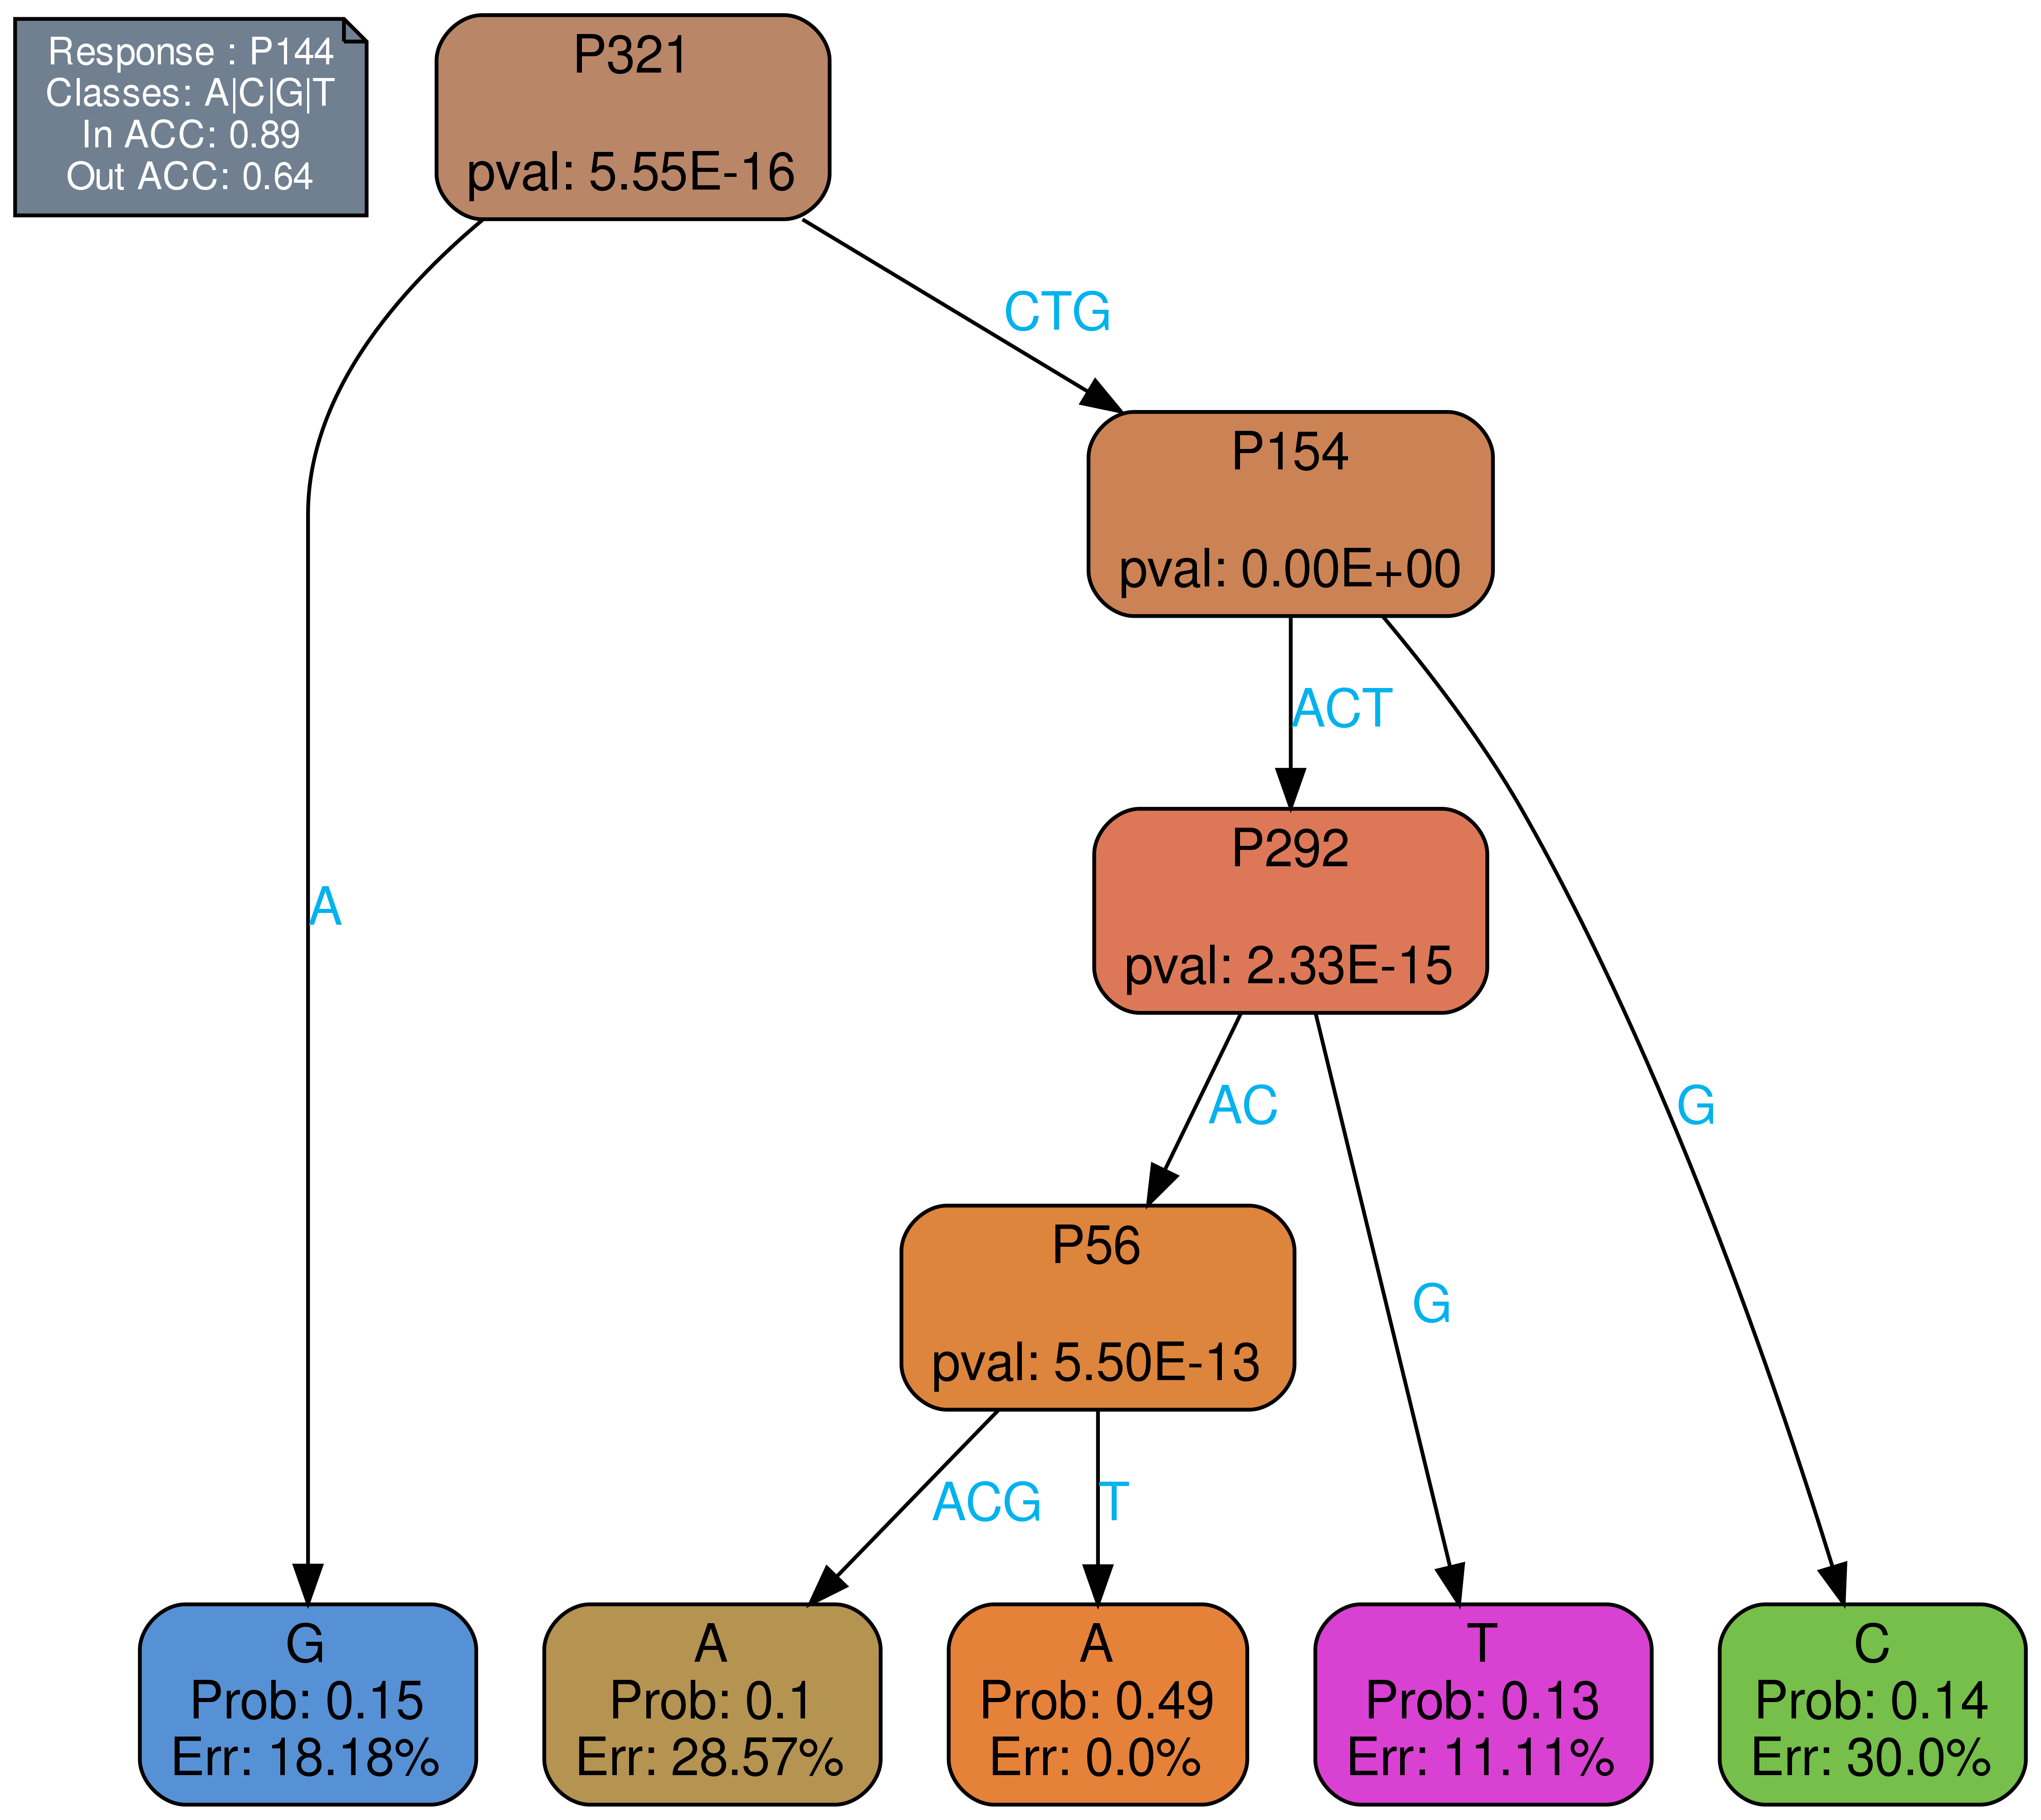 Response : P144
Classes: A|C|G|T
In ACC: 0.89
Out ACC: 0.64
P321
pval: 5.55E-16
CTG
P154
pval: 0.00E+00
ACT
P292
pval: 2.33E-15
A
AC
G
P56
pval: 5.50E-13
G
ACG
T
G
Prob: 0.15
Err: 18.18%
A
Prob: 0.1
Err: 28.57%
A
Prob: 0.49
Err: 0.0%
T
Prob: 0.13
Err: 11.11%
C
Prob: 0.14
Err: 30.0%